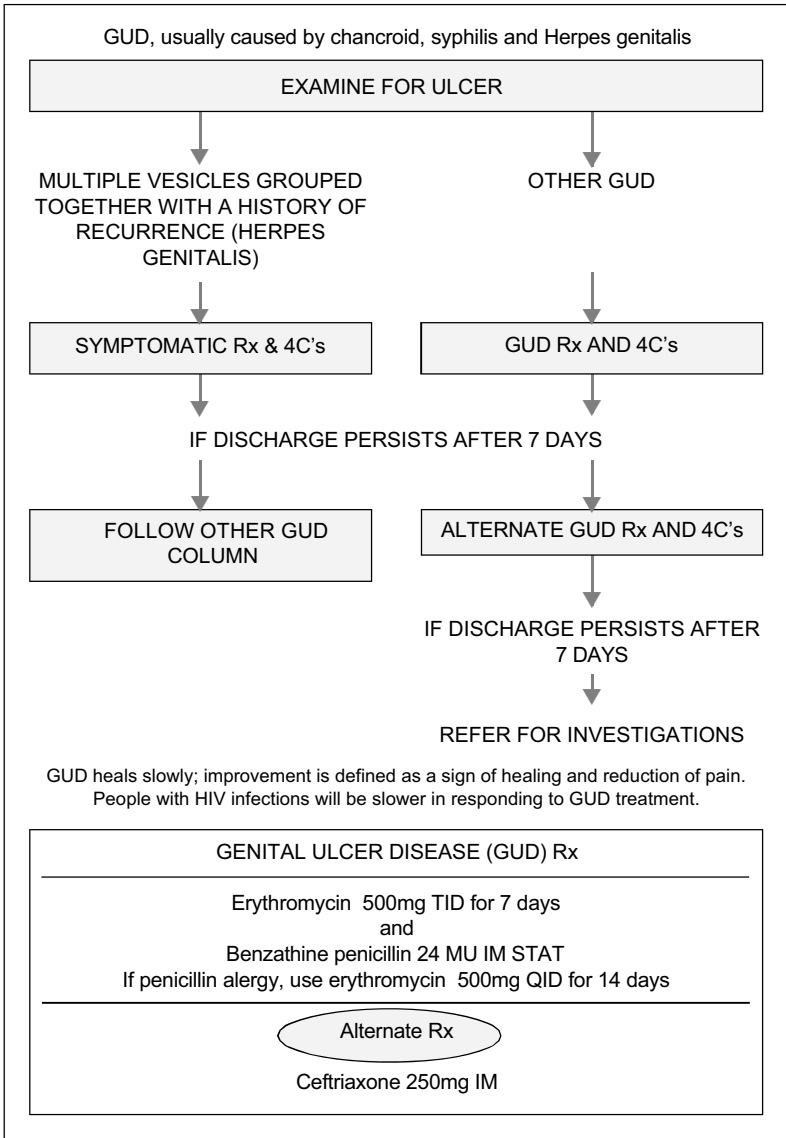 GUD, usually caused by chancroid, syphilis and Herpes genitalis
EXAMINE FOR ULCER
MULTIPLE VESICLES GROUPED
TOGETHER WITH A HISTORY OF
RECURRENCE (HERPES
GENITALIS)
OTHER GUD
SYMPTOMATIC Rx & 4C's
GUD Rx AND 4C's
IF DISCHARGE PERSISTS AFTER 7 DAYS
FOLLOW OTHER GUD
COLUMN
ALTERNATE GUD Rx AND 4C's
IF DISCHARGE PERSISTS AFTER
7 DAYS
REFER FOR INVESTIGATIONS
GUD heals slowly; improvement is defined as a sign of healing and reduction of pain.
People with HIV infections will be slower in responding to GUD treatment.
GENITAL ULCER DISEASE (GUD) Rx
Erythromycin 500mg TID for 7 days
and
Benzathine penicillin 24 MU IM STAT
If penicillin alergy, use erythromycin 500mg QID for 14 days
Alternate Rx
Ceftriaxone 250mg IM